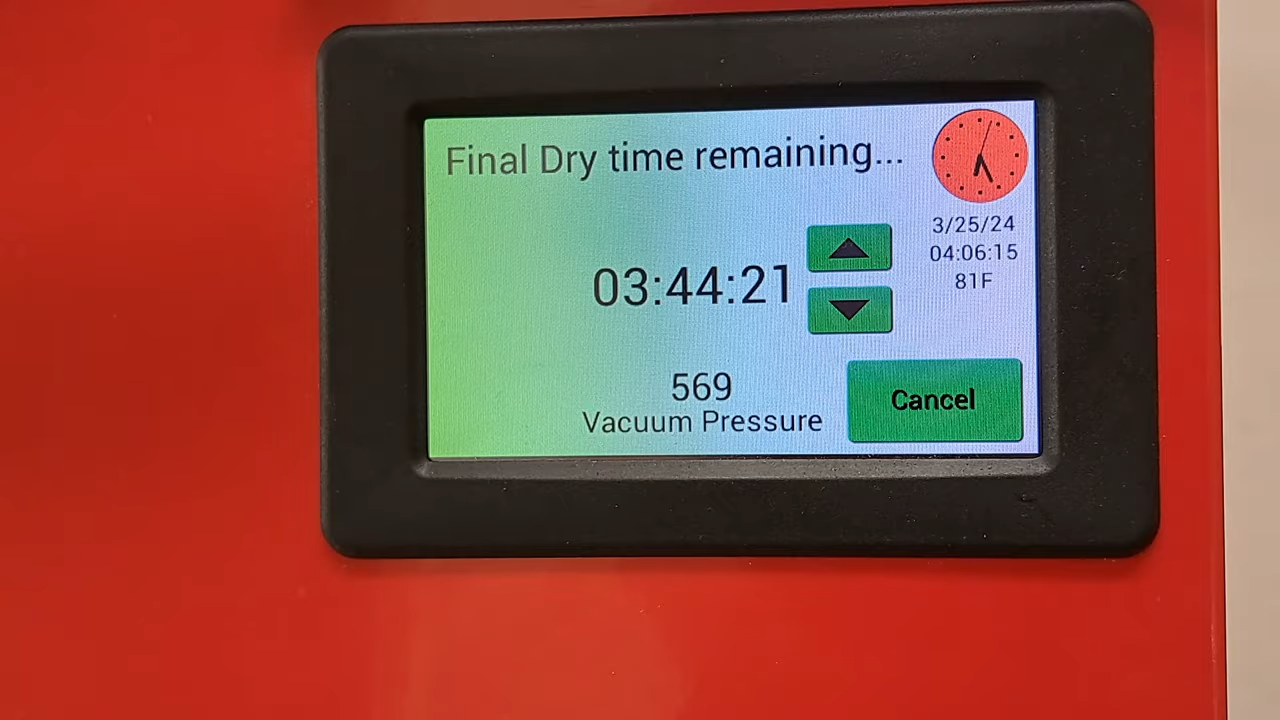 Final Dry time remaining...
3/25/24
04:06:15
81F
03:44:21
569
Vacuum Pressure
Cancel